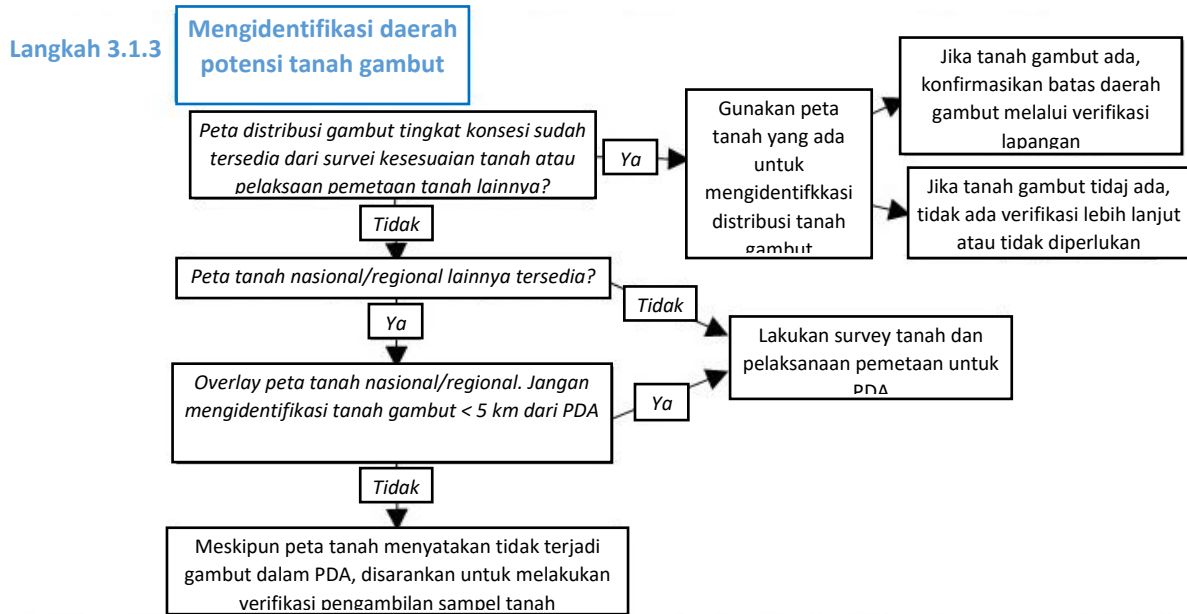 Langkah 3.1.3
Mengidentifikasi daerah
potensi tanah gambut
Peta distribusi gambut tingkat konsesi sudah
tersedia dari survei kesesuaian tanah atau
pelaksaan pemetaan tanah lainnya?
Ya
Gunakan peta
tanah yang ada
untuk
mengidentifkkasi
distribusi tanah
gambut
Jika tanah gambut ada,
konfirmasikan batas daerah
gambut melalui verifikasi
lapangan
Jika tanah gambut tidaj ada,
tidak ada verifikasi lebih lanjut
atau tidak diperlukan
Tidak
Peta tanah nasional/regional lainnya tersedia?
Tidak
Ya
Lakukan survey tanah dan
pelaksanaan pemetaan untuk
PDA
Overlay peta tanah nasional/regional. Jangan
mengidentifikasi tanah gambut < 5 km dari PDA
Ya
Tidak
Meskipun peta tanah menyatakan tidak terjadi
gambut dalam PDA, disarankan untuk melakukan
verifikasi pengambilan sampel tanah